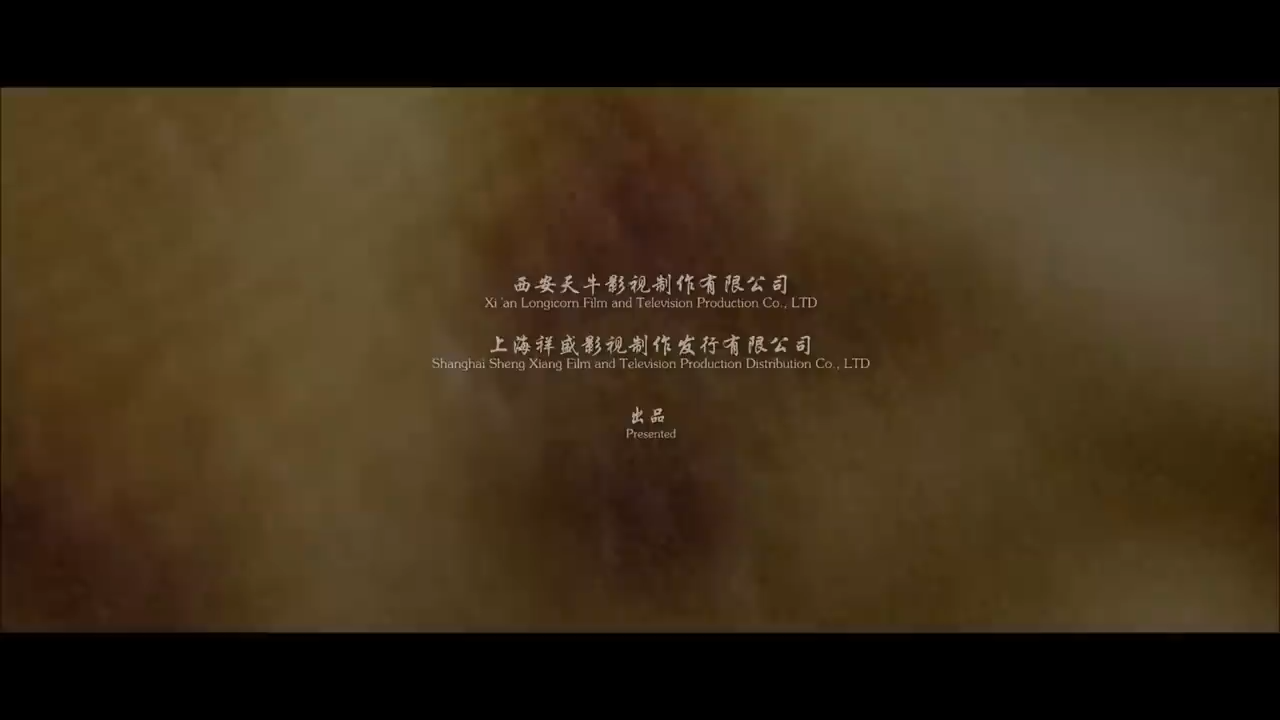 西安天牛影视制作有限公司
Xi 'an Longicorn Film and Television Production Co., LTD
上海祥盛影视制作发行有限公司
Shanghai Sheng Xiang Film and Television Production Distribution Co., LTD
出品
Presented